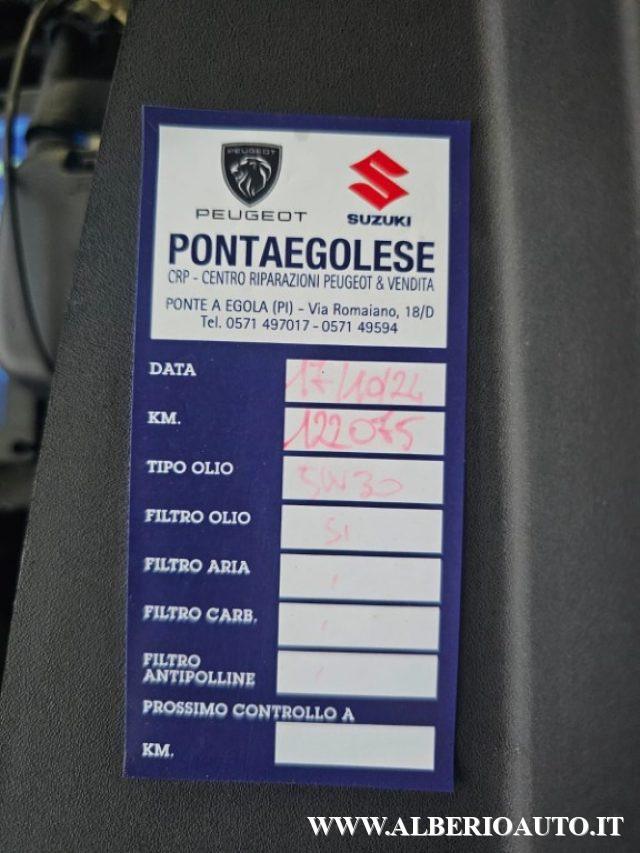 PEUGEOT
PEUGEOT
SUZUKI
PONTAEGOLESE
CRP - CENTRO RIPARAZIONI PEUGEOT & VENDITA
PONTE A EGOLA (PI) - Via Romaiano, 18/D
Tel. 0571 497017 - 0571 49594
DATA 17/10/24
KM. 122075
TIPO OLIO 5W30
FILTRO OLIO SI
FILTRO ARIA
FILTRO CARB.
FILTRO
ANTIPOLLINE
PROSSIMO CONTROLLO A
KM.
WWW.ALBERIOAUTO.IT